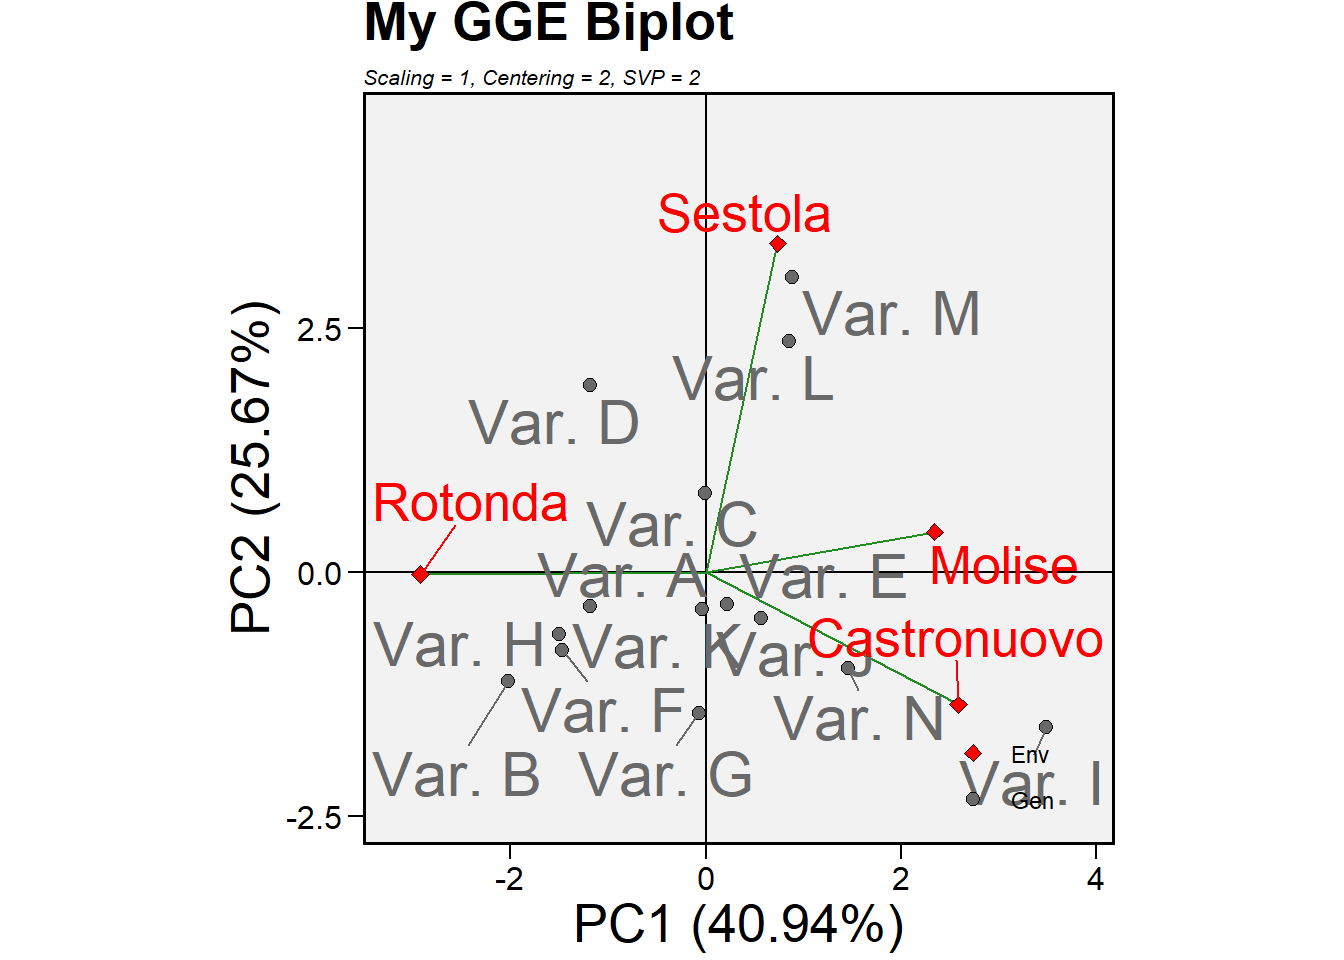 My GGE Biplot
Scaling = 1, Centering = 2, SVP = 2
Sestola
Var. M
2.5
Var. L
Var. D
Rotonda
Var. C
PC2 (25.67%)
0.0
Var. A
Var. E
Molise
Var. H
Var. K
Var. J
Castronuovo
Var. F
Var. N
Env
Var. B
Var. G
Var. I
Gen
-2.5
-2
0
2
4
PC1 (40.94%)